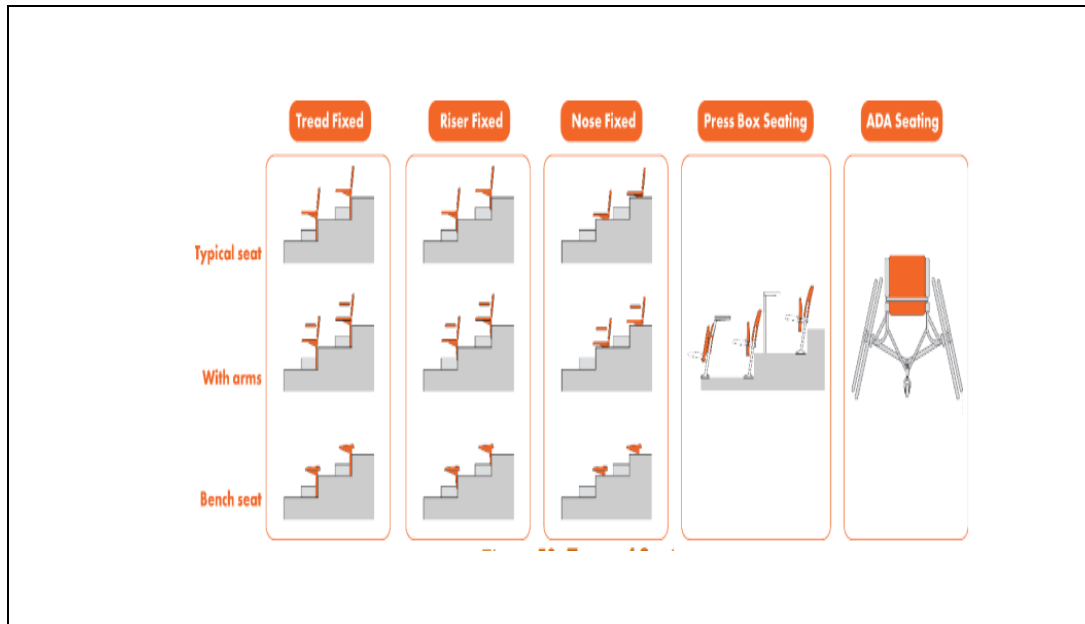 Tread Fixed
Riser Fixed
Nose Fixed
Press Box Seating
ADA Seating
Typical seat
With arms
Bench seat